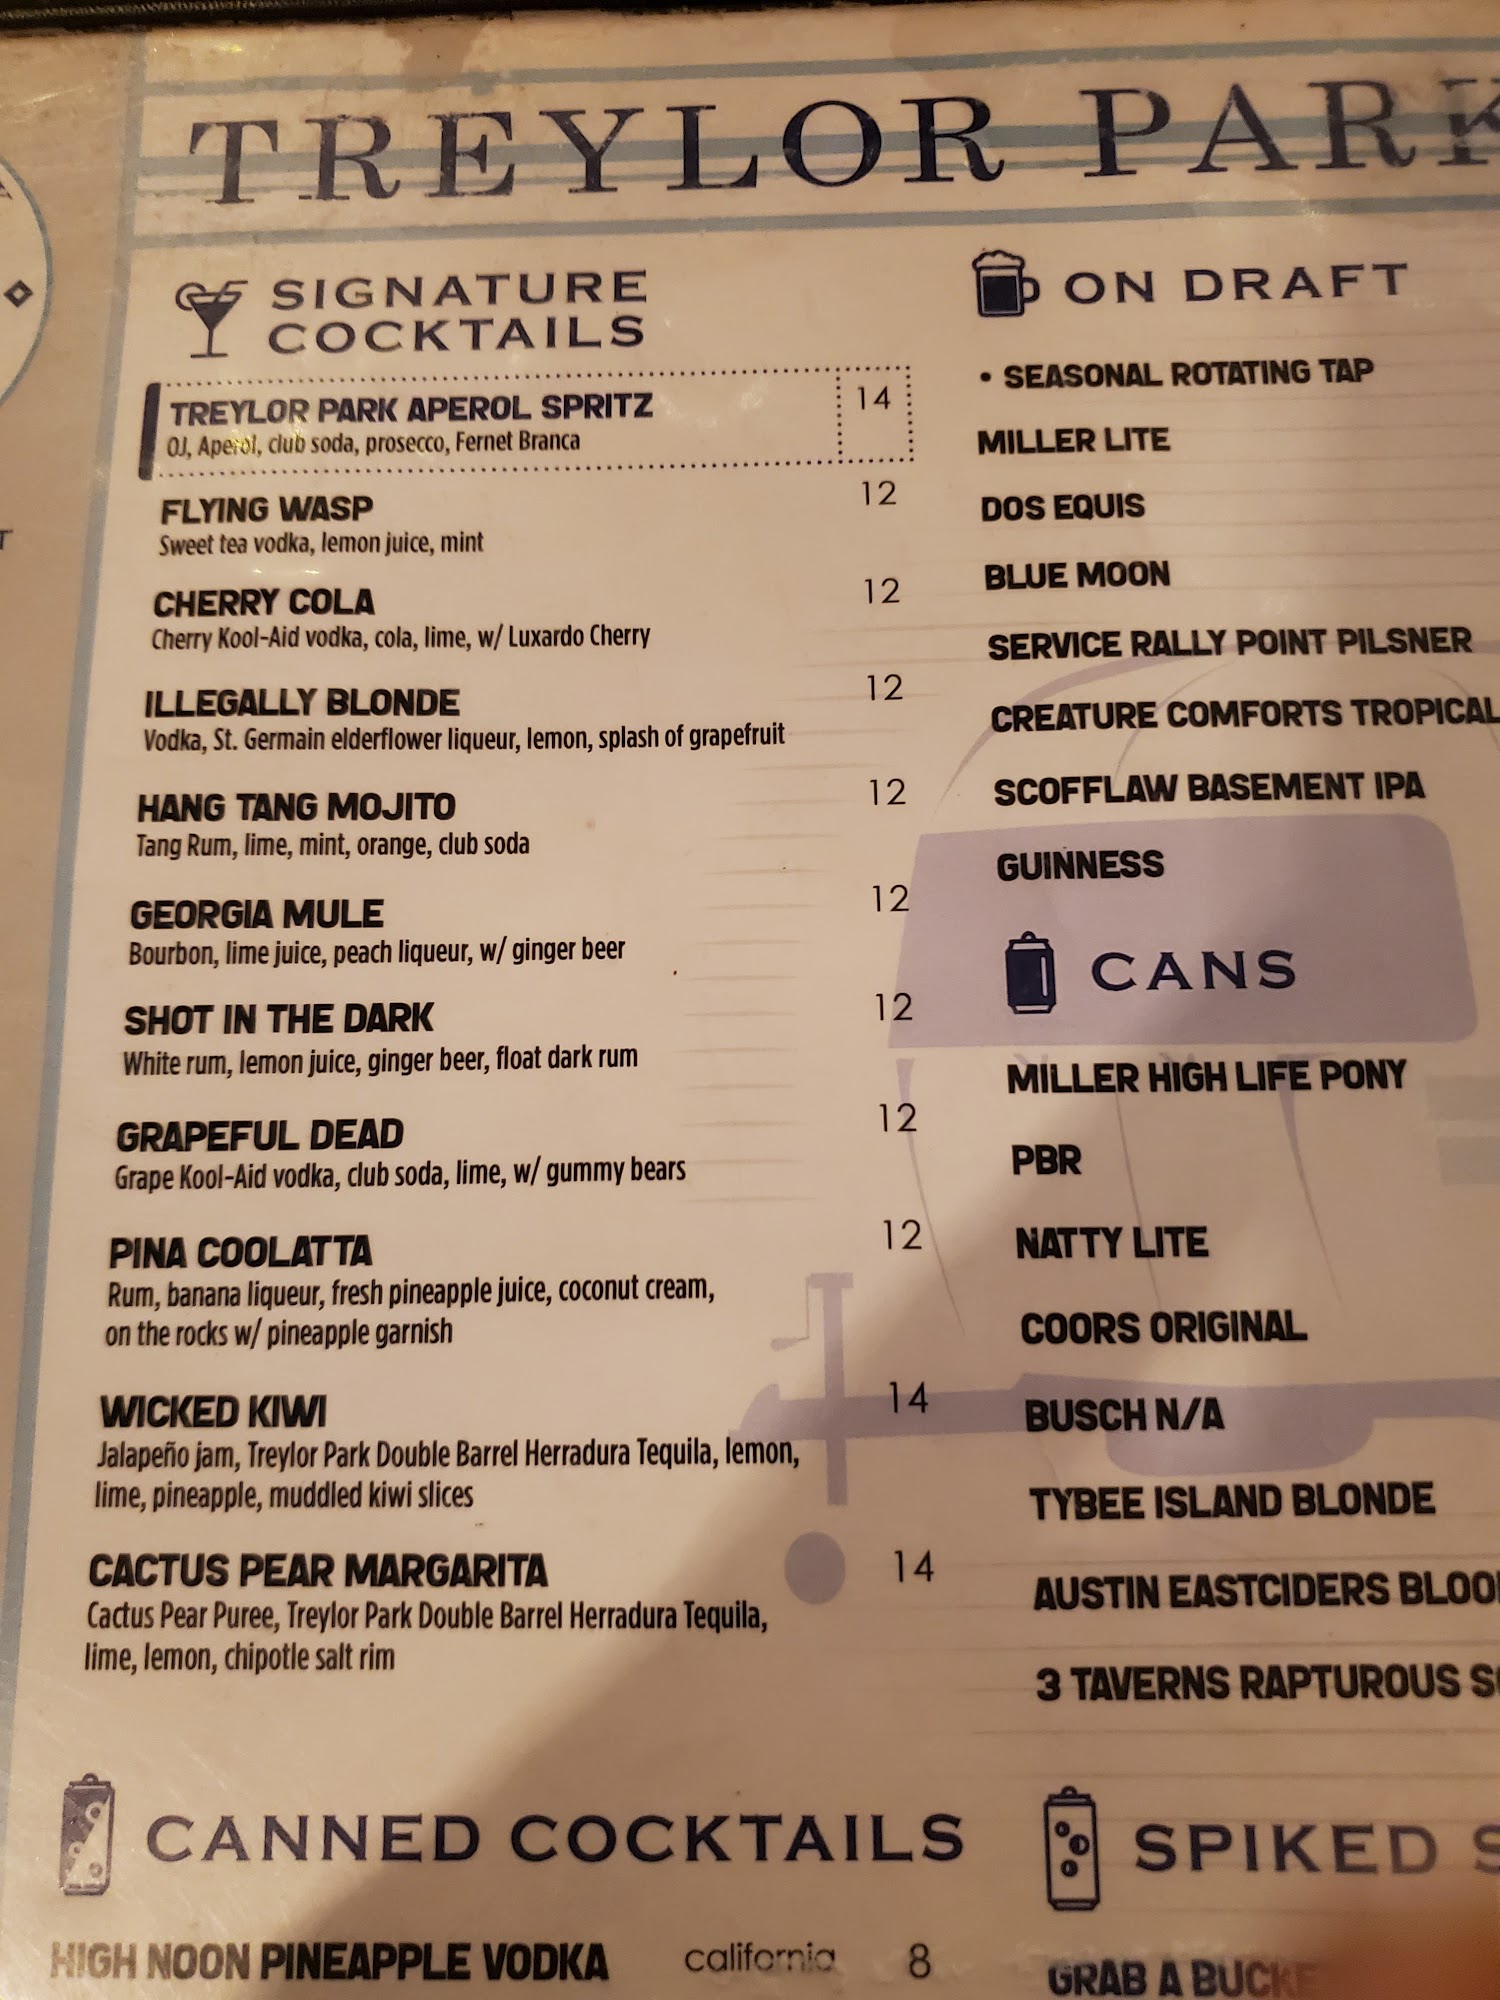 TREYLOR PARK
SIGNATURE
COCKTAILS
TREYLOR PARK APEROL SPRITZ 14
OJ, Aperol, club soda, prosecco, Fernet Branca
FLYING WASP 12
Sweet tea vodka, lemon juice, mint
CHERRY COLA 12
Cherry Kool-Aid vodka, cola, lime, w/ Luxardo Cherry
ILLEGALLY BLONDE 12
Vodka, St. Germain elderflower liqueur, lemon, splash of grapefruit
HANG TANG MOJITO 12
Tang Rum, lime, mint, orange, club soda
GEORGIA MULE 12
Bourbon, lime juice, peach liqueur, w/ ginger beer
SHOT IN THE DARK 12
White rum, lemon juice, ginger beer, float dark rum
GRAPEFUL DEAD 12
Grape Kool-Aid vodka, club soda, lime, w/ gummy bears
PINA COOLATTA 12
Rum, banana liqueur, fresh pineapple juice, coconut cream,
on the rocks w/ pineapple garnish
WICKED KIWI 14
Jalapeño jam, Treylor Park Double Barrel Herradura Tequila, lemon,
lime, pineapple, muddled kiwi slices
CACTUS PEAR MARGARITA 14
Cactus Pear Puree, Treylor Park Double Barrel Herradura Tequila,
lime, lemon, chipotle salt rim
CANNED COCKTAILS
HIGH NOON PINEAPPLE VODKA california 8
ON DRAFT
• SEASONAL ROTATING TAP
MILLER LITE
DOS EQUIS
BLUE MOON
SERVICE RALLY POINT PILSNER
CREATURE COMFORTS TROPICAL
SCOFFLAW BASEMENT IPA
GUINNESS
CANS
MILLER HIGH LIFE PONY
PBR
NATTY LITE
COORS ORIGINAL
BUSCH N/A
TYBEE ISLAND BLONDE
AUSTIN EASTCIDERS
3 TAVERNS RAPTUROUS
SPIKED
GRAB A